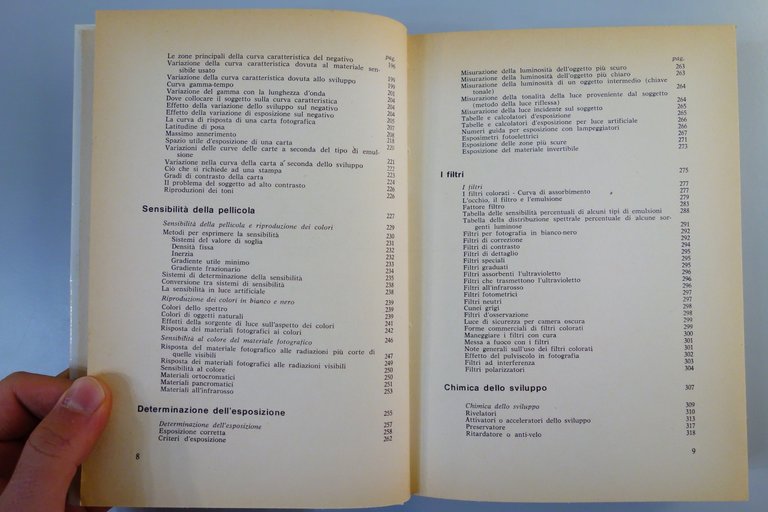 pag.
Le zone principali della curva caratteristica del negativo 196
Variazione della curva caratteristica dovuta al materiale sen-
sibile usato
Variazione della curva caratteristica dovuta allo sviluppo 199
Curva gamma-tempo 199
Variazione del gamma con la lunghezza d'onda 201
Dove collocare il soggetto sulla curva caratteristica 204
Effetto della variazione dello sviluppo sul negativo 204
Effetto della variazione di esposizione sul negativo 204
La curva di risposta di una carta fotografica 205
Latitudine di posa 207
Massimo annerimento 208
Spazio utile d'esposizione di una carta 218
Variazioni delle curve delle carte a seconda del tipo di emul- 220
sione
Variazione nella curva della carta a seconda dello sviluppo 221
Ciò che si richiede ad una stampa 222
Gradi di contrasto della carta 223
Il problema del soggetto ad alto contrasto 224
Riproduzioni dei toni 226
226
Sensibilità della pellicola 227
Sensibilità della pellicola e riproduzione dei colori 229
Metodi per esprimere la sensibilità 230
Sistemi del valore di soglia 231
Densità fissa 232
Inerzia 232
Gradiente utile minimo 233
Gradiente frazionario 234
Sistemi di determinazione della sensibilità 235
Conversione tra sistemi di sensibilità 238
La sensibilità in luce artificiale 238
Riproduzione dei colori in bianco e nero 239
Colori dello spettro 239
Colori di oggetti naturali 239
Effetti della sorgente di luce sull'aspetto dei colori 241
Risposta dei materiali fotografici ai colori 242
Sensibilità al colore del materiale fotografico 246
Risposta del materiale fotografico alle radiazioni più corte di
quelle visibili 247
Risposta dei materiali fotografici alle radiazioni visibili 249
Sensibilità al colore 250
Materiali ortocromatici 250
Materiali pancromatici 251
Materiali all'infrarosso 253
Determinazione dell'esposizione 255
Determinazione dell'esposizione 257
Esposizione corretta 258
Criteri d'esposizione 262
8
pag.
Misurazione della luminosità dell'oggetto più scuro 263
Misurazione della luminosità dell'oggetto più chiaro 263
Misurazione della luminosità di un oggetto intermedio (chiave
tonale) 264
Misurazione della tonalità della luce proveniente dal soggetto
(metodo della luce riflessa) 264
Misurazione della luce incidente sul soggetto 265
Tabelle e calcolatori d'esposizione 265
Tabelle e calcolatori d'esposizione per luce artificiale 266
Numeri guida per esposizione con lampeggiatori 266
Esposimetri fotoelettrici 267
Esposizione delle zone più scure 271
Esposizione del materiale invertibile 273
I filtri 275
I filtri 277
I filtri colorati - Curva di assorbimento 277
L'occhio, il filtro e l'emulsione 279
Fattore filtro 283
Tabella delle sensibilità percentuali di alcuni tipi di emulsioni 288
Tabella della distribuzione spettrale percentuale di alcune sor-
genti luminose 291
Filtri per fotografia in bianco-nero 292
Filtri di correzione 292
Filtri di contrasto 294
Filtri di dettaglio 295
Filtri speciali 295
Filtri graduati 295
Filtri assorbenti l'ultravioletto 296
Filtri che trasmettono l'ultravioletto 296
Filtri all'infrarosso 296
Filtri fotometrici 297
Filtri neutri 297
Cunei grigi 297
Filtri d'osservazione 298
Luce di sicurezza per camera oscura 298
Forme commerciali di filtri colorati 299
Maneggiare i filtri con cura 300
Messa a fuoco con i filtri 301
Note generali sull'uso dei filtri colorati 301
Effetto del pulviscolo in fotografia 302
Filtri ad interferenza 303
Filtri polarizzatori 304
Chimica dello sviluppo 307
Chimica dello sviluppo 309
Rivelatori 310
Attivatori o acceleratori dello sviluppo 313
Preservatore 317
Ritardatore o anti-velo 318
9